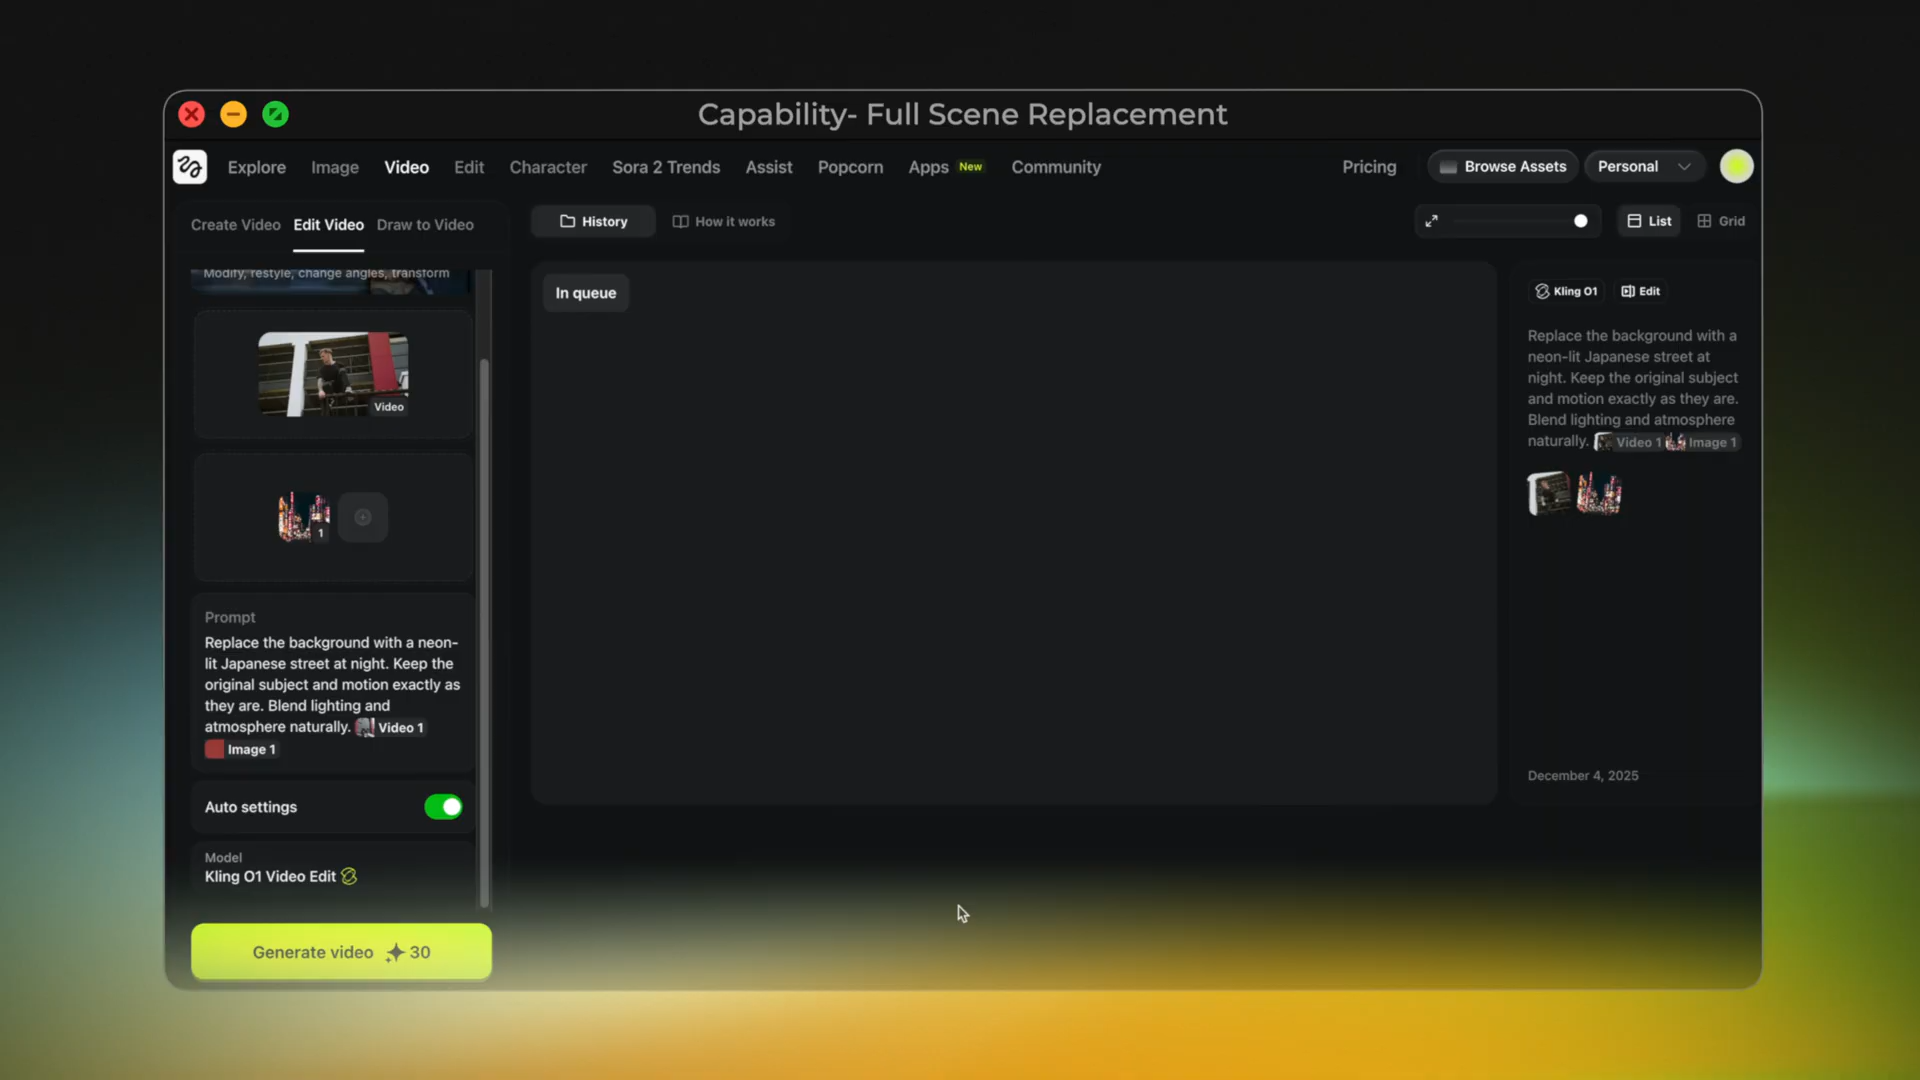 Capability- Full Scene Replacement
Explore
Image
Video
Edit
Character
Sora 2 Trends
Assist
Popcorn
Apps New
Community
Pricing
Browse Assets
Personal
Create Video
Edit Video
Draw to Video
History
How it works
List
Grid
Modify, restyle, change angles, transform
Video
1
Prompt
Replace the background with a neon-
lit Japanese street at night. Keep the
original subject and motion exactly as
they are. Blend lighting and
atmosphere naturally. Video 1
Image 1
Auto settings
Model
Kling O1 Video Edit
Generate video 30
In queue
Kling O1
Edit
Replace the background with a
neon-lit Japanese street at
night. Keep the original subject
and motion exactly as they are.
Blend lighting and atmosphere
naturally. Video 1 Image 1
December 4, 2025